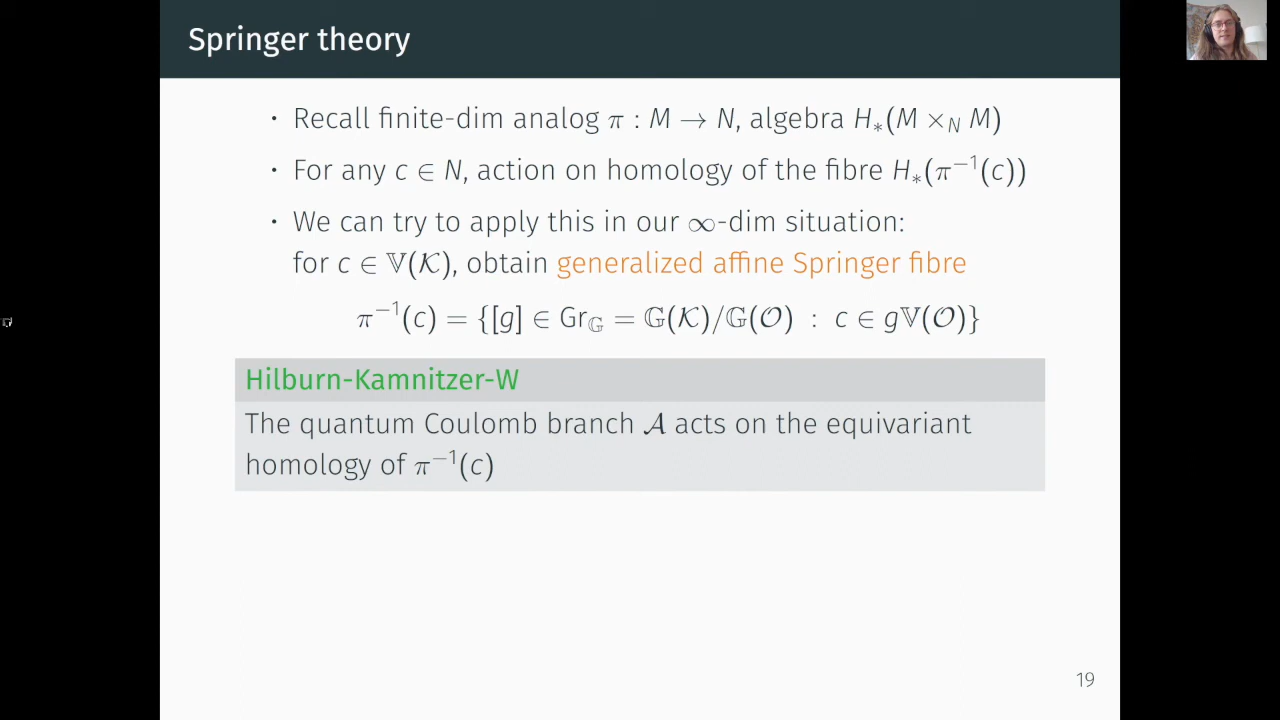 Springer theory
· Recall finite-dim analog π : M → N, algebra H∗(M ×_N M)
· For any c ∈ N, action on homology of the fibre H∗(π⁻¹(c))
· We can try to apply this in our ∞-dim situation:
for c ∈ 𝕍(𝒦), obtain generalized affine Springer fibre
π⁻¹(c) = {[g] ∈ Gr_𝔾 = 𝔾(𝒦)/𝔾(𝒪) : c ∈ g𝕍(𝒪)}
Hilburn-Kamnitzer-W
The quantum Coulomb branch 𝒜 acts on the equivariant
homology of π⁻¹(c)
19